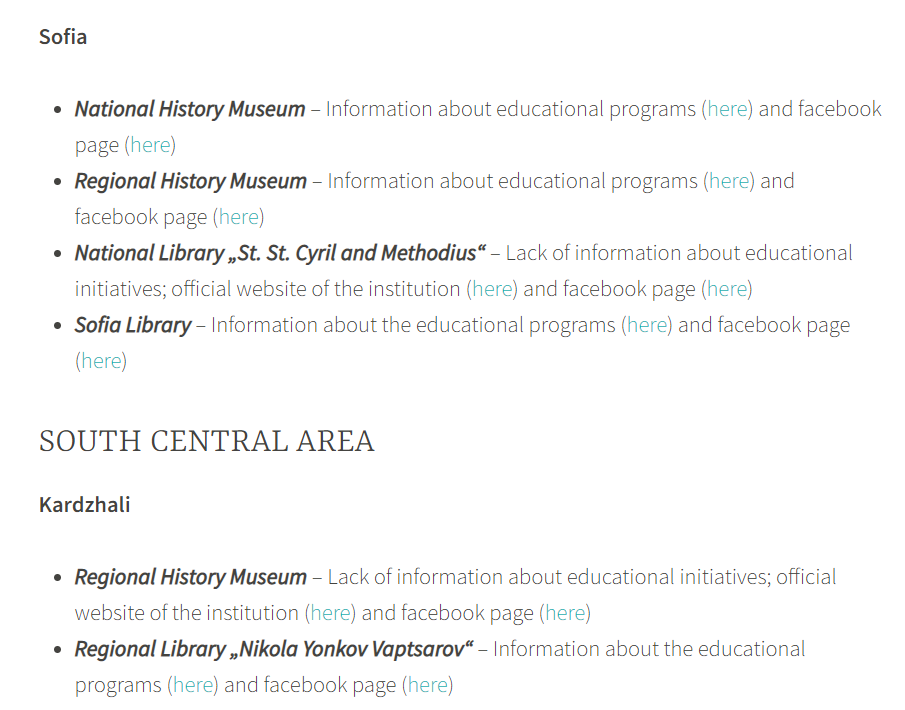 Sofia
• National History Museum – Information about educational programs (here) and facebook
page (here)
• Regional History Museum – Information about educational programs (here) and
facebook page (here)
• National Library „St. St. Cyril and Methodius“ – Lack of information about educational
initiatives; official website of the institution (here) and facebook page (here)
• Sofia Library – Information about the educational programs (here) and facebook page
(here)
SOUTH CENTRAL AREA
Kardzhali
• Regional History Museum – Lack of information about educational initiatives; official
website of the institution (here) and facebook page (here)
• Regional Library „Nikola Yonkov Vaptsarov“ – Information about the educational
programs (here) and facebook page (here)